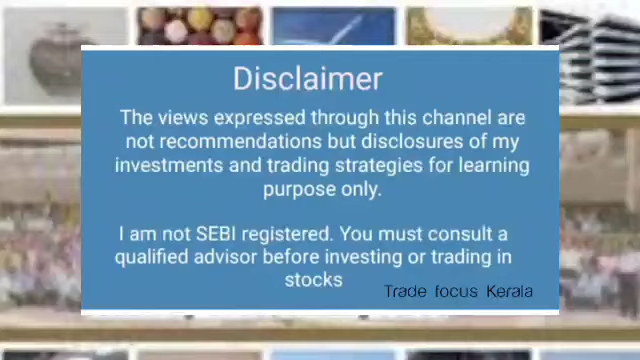 Disclaimer
The views expressed through this channel are
not recommendations but disclosures of my
investments and trading strategies for learning
purpose only.
I am not SEBI registered. You must consult a
qualified advisor before investing or trading in
stocks
Trade focus Kerala